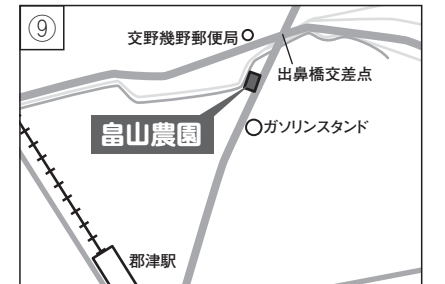 ⑨
交野幾野郵便局
出鼻橋交差点
畠山農園
ガソリンスタンド
郡津駅